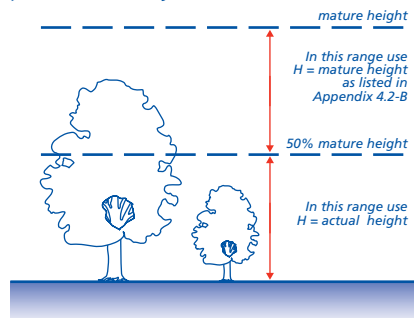 mature height
In this range use
H = mature height
as listed in
Appendix 4.2-B
50% mature height
In this range use
H = actual height